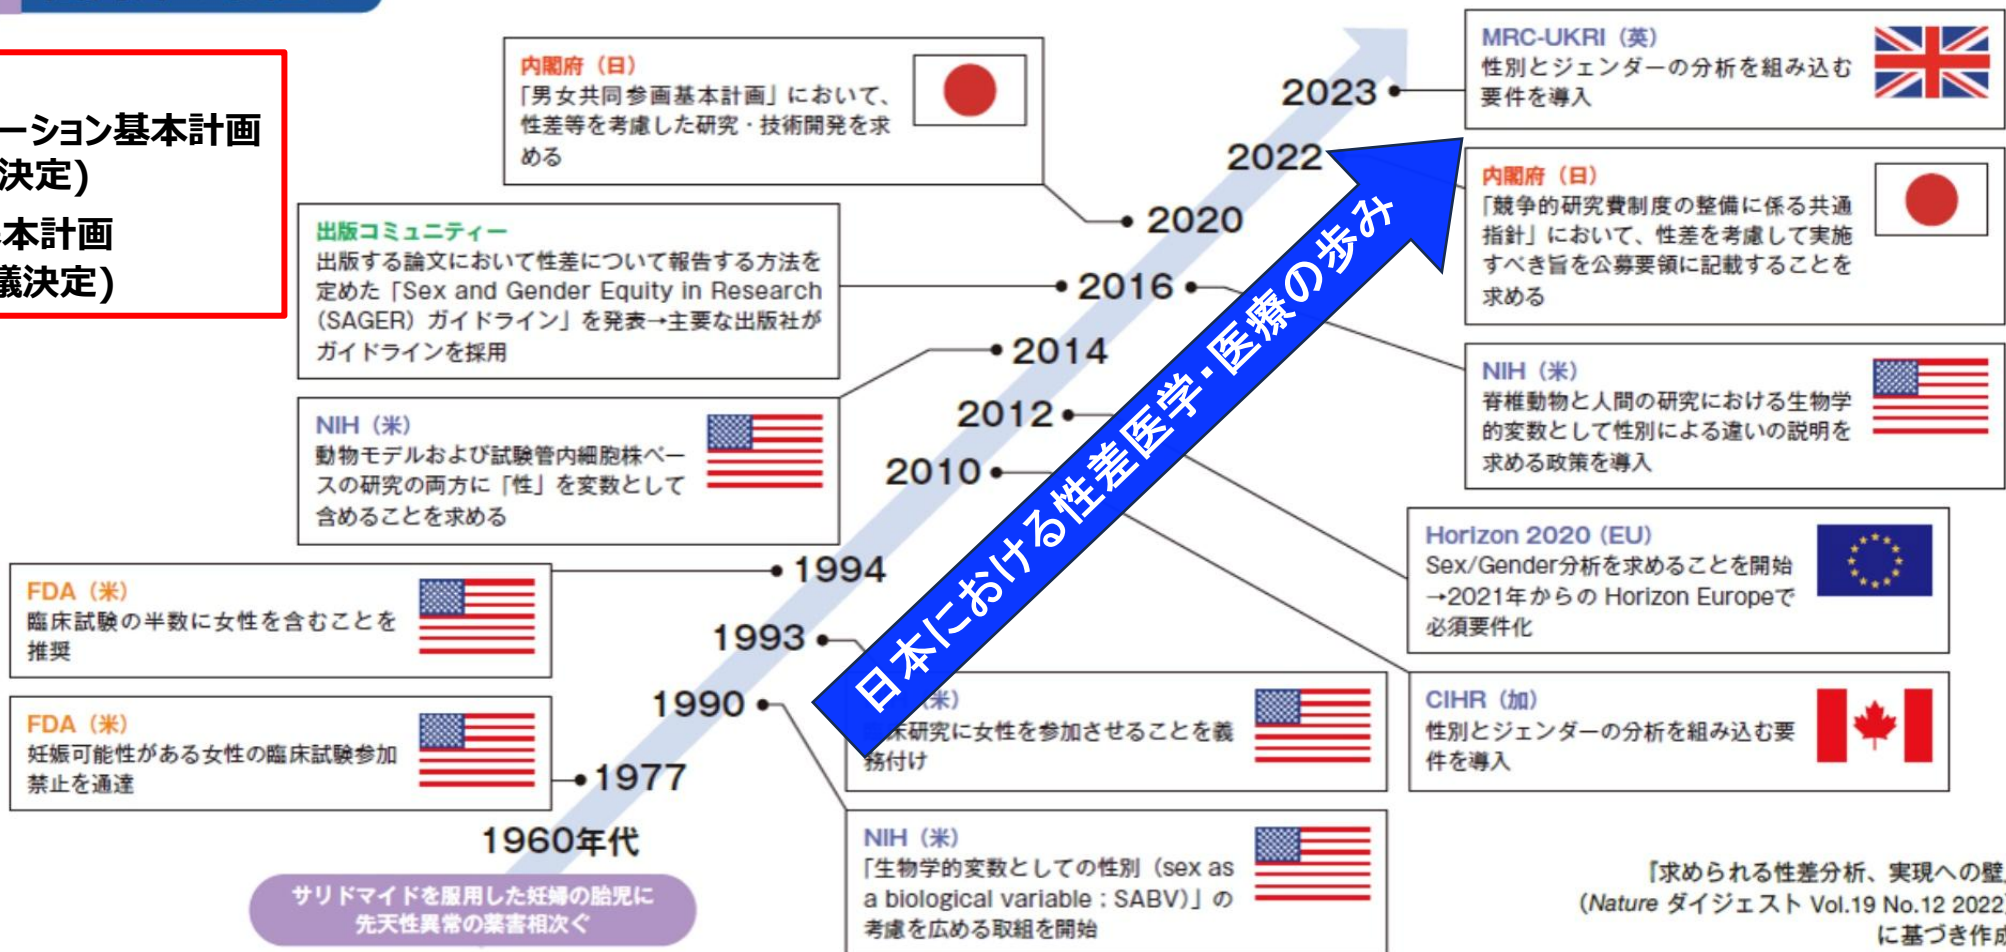 ーション基本計画
決定)
本計画
議決定)
内閣府（日）
「男女共同参画基本計画」において、
性差等を考慮した研究・技術開発を求
める
出版コミュニティー
出版する論文において性差について報告する方法を
定めた「Sex and Gender Equity in Research
（SAGER）ガイドライン」を発表→主要な出版社が
ガイドラインを採用
NIH（米）
動物モデルおよび試験管内細胞株ベー
スの研究の両方に「性」を変数として
含めることを求める
FDA（米）
臨床試験の半数に女性を含むことを
推奨
FDA（米）
妊娠可能性がある女性の臨床試験参加
禁止を通達
2023
2022
2020
2016
2014
2012
2010
1994
1993
1990
1977
1960年代
サリドマイドを服用した妊婦の胎児に
先天性異常の薬害相次ぐ
日本における性差医学・医療の歩み
MRC-UKRI（英）
性別とジェンダーの分析を組み込む
要件を導入
内閣府（日）
「競争的研究費制度の整備に係る共通
指針」において、性差を考慮して実施
すべき旨を公募要領に記載することを
求める
NIH（米）
脊椎動物と人間の研究における生物学
的変数として性別による違いの説明を
求める政策を導入
Horizon 2020（EU）
Sex/Gender分析を求めることを開始
→2021年からの Horizon Europeで
必須要件化
CIHR（加）
性別とジェンダーの分析を組み込む要
件を導入
米）
床研究に女性を参加させることを義
務付け
NIH（米）
「生物学的変数としての性別（sex as
a biological variable：SABV）」の
考慮を広める取組を開始
『求められる性差分析、実現への壁』
（Nature ダイジェスト Vol.19 No.12 2022）
に基づき作成